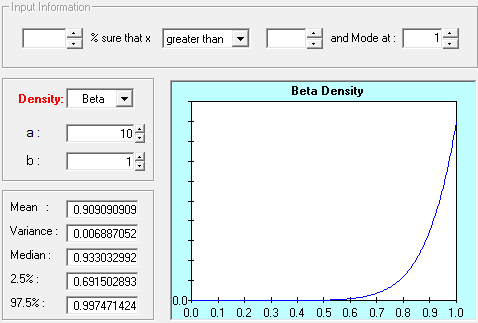 Input Information
% sure that x greater than and Mode at : 1
Density: Beta
a : 10
b : 1
Mean : 0.909090909
Variance : 0.006887052
Median : 0.933032992
2.5% : 0.691502893
97.5% : 0.997471424
Beta Density
0.0
0.0 0.1 0.2 0.3 0.4 0.5 0.6 0.7 0.8 0.9 1.0